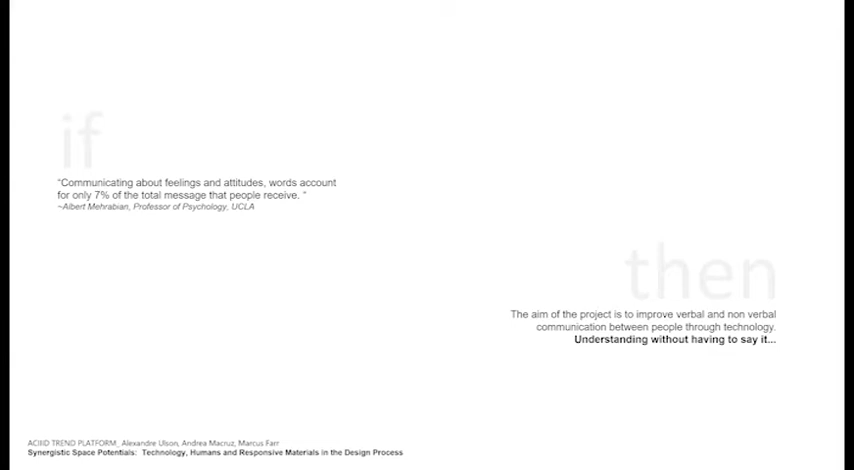 if
“Communicating about feelings and attitudes, words account
for only 7% of the total message that people receive. “
~Albert Mehrabian, Professor of Psychology, UCLA
then
The aim of the project is to improve verbal and non verbal
communication between people through technology.
Understanding without having to say it...
ACIIID TREND PLATFORM_ Alexandre Ulson, Andrea Macruz, Marcus Farr
Synergistic Space Potentials: Technology, Humans and Responsive Materials in the Design Process